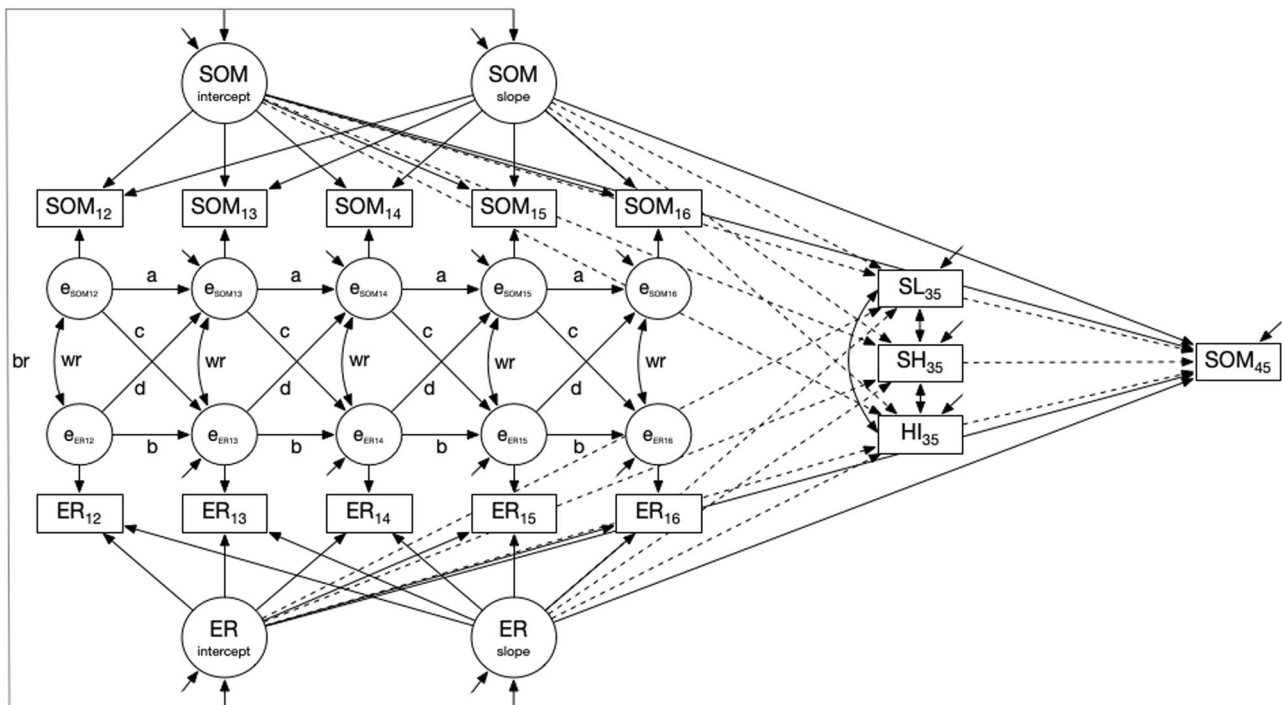 SOM
intercept
SOM
slope
SOM12 SOM13 SOM14 SOM15 SOM16
a a a a
eSOM12 eSOM13 eSOM14 eSOM15 eSOM16
SL35
c c c c
br wr wr wr wr wr
SH35 SOM45
d d d d
eER12 eER13 eER14 eER15 eER16
HI35
b b b b
ER12 ER13 ER14 ER15 ER16
ER
intercept
ER
slope